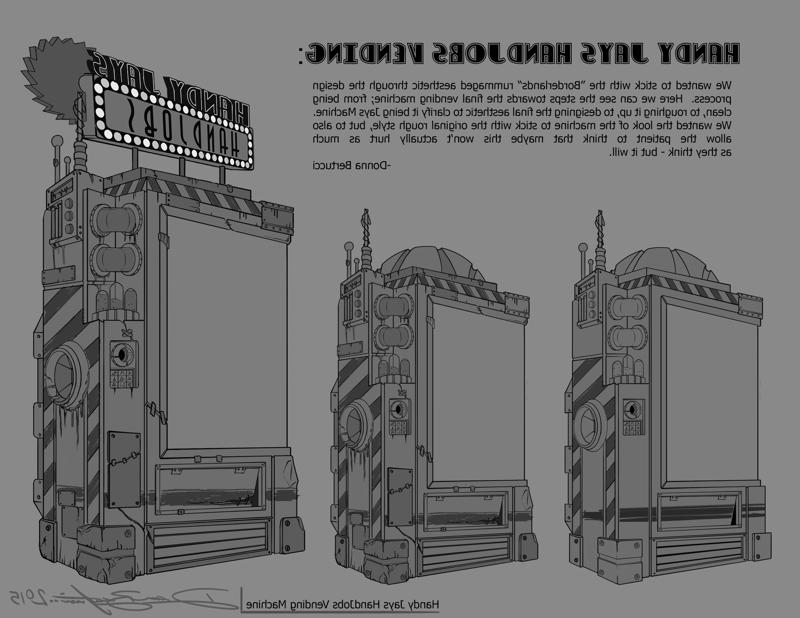 HANDY JAYS HANDJOBS VENDING:
We wanted to stick with the "Borderlands" rummaged aesthetic through the design
process. Here we can see the steps towards the final vending machine; from being
clean, to roughing it up, to designing the final aesthetic to clarify it being Jays Machine.
We wanted the look of the machine to stick with the original rough style, but to also
allow the patient to think that maybe this won't actually hurt as much
as they think - but it will.
-Donna Bertucci
HANDY JAYS
HANDJOBS
Handy Jays HandJobs Vending Machine
2015